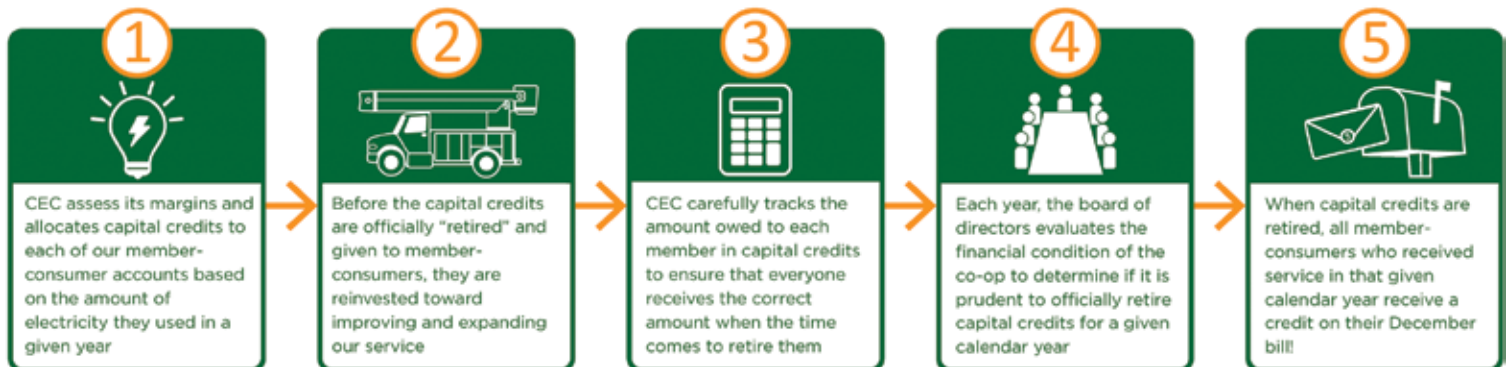 1
CEC assess its margins and
allocates capital credits to
each of our member-
consumer accounts based
on the amount of
electricity they used in a
given year
2
Before the capital credits
are officially "retired" and
given to member-
consumers, they are
reinvested toward
improving and expanding
our service
3
CEC carefully tracks the
amount owed to each
member in capital credits
to ensure that everyone
receives the correct
amount when the time
comes to retire them
4
Each year, the board of
directors evaluates the
financial condition of the
co-op to determine if it is
prudent to officially retire
capital credits for a given
calendar year
5
When capital credits are
retired, all member-
consumers who received
service in that given
calendar year receive a
credit on their December
bill!